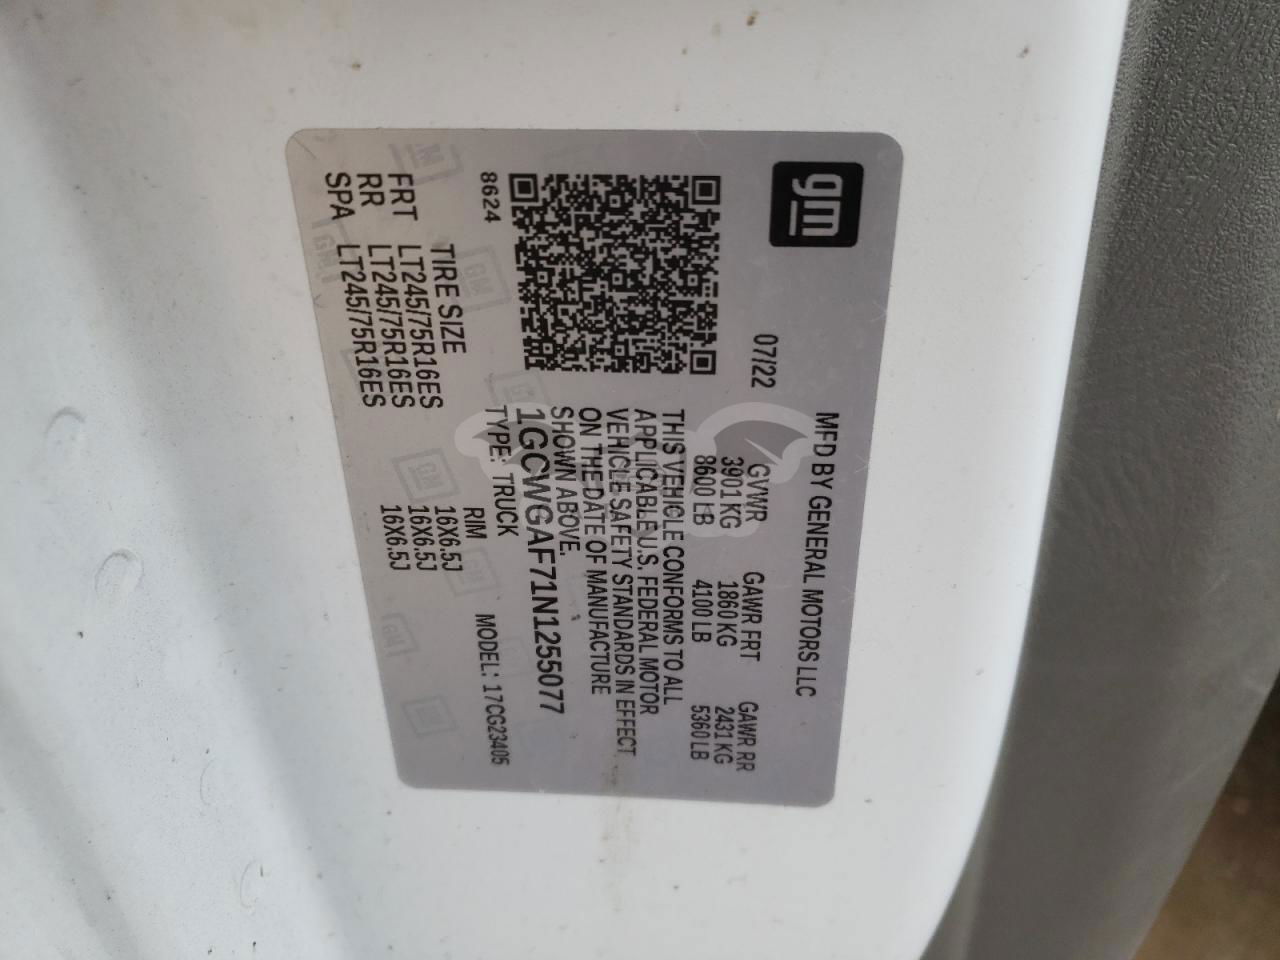 gm
MFD BY GENERAL MOTORS LLC
07/22
GVWR GAWR FRT GAWR RR
3901 KG 1860 KG 2431 KG
8600 LB 4100 LB 5360 LB
THIS VEHICLE CONFORMS TO ALL
APPLICABLE U.S. FEDERAL MOTOR
VEHICLE SAFETY STANDARDS IN EFFECT
ON THE DATE OF MANUFACTURE
SHOWN ABOVE.
1GCWGAF71N1255077
8624
TYPE: TRUCK MODEL: 17CG23405
TIRE SIZE RIM
FRT LT245/75R16ES 16X6.5J
RR LT245/75R16ES 16X6.5J
SPA LT245/75R16ES 16X6.5J